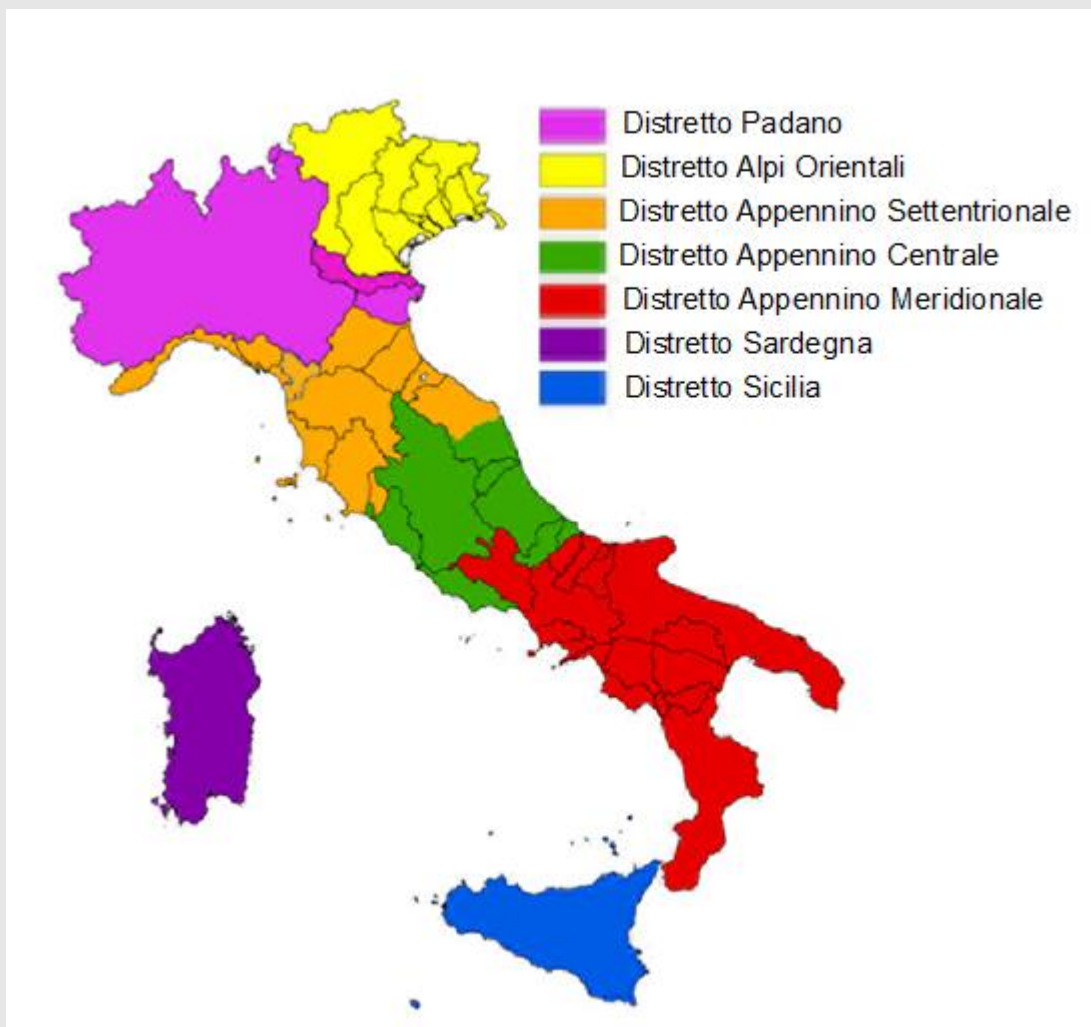 Distretto Padano
Distretto Alpi Orientali
Distretto Appennino Settentrionale
Distretto Appennino Centrale
Distretto Appennino Meridionale
Distretto Sardegna
Distretto Sicilia